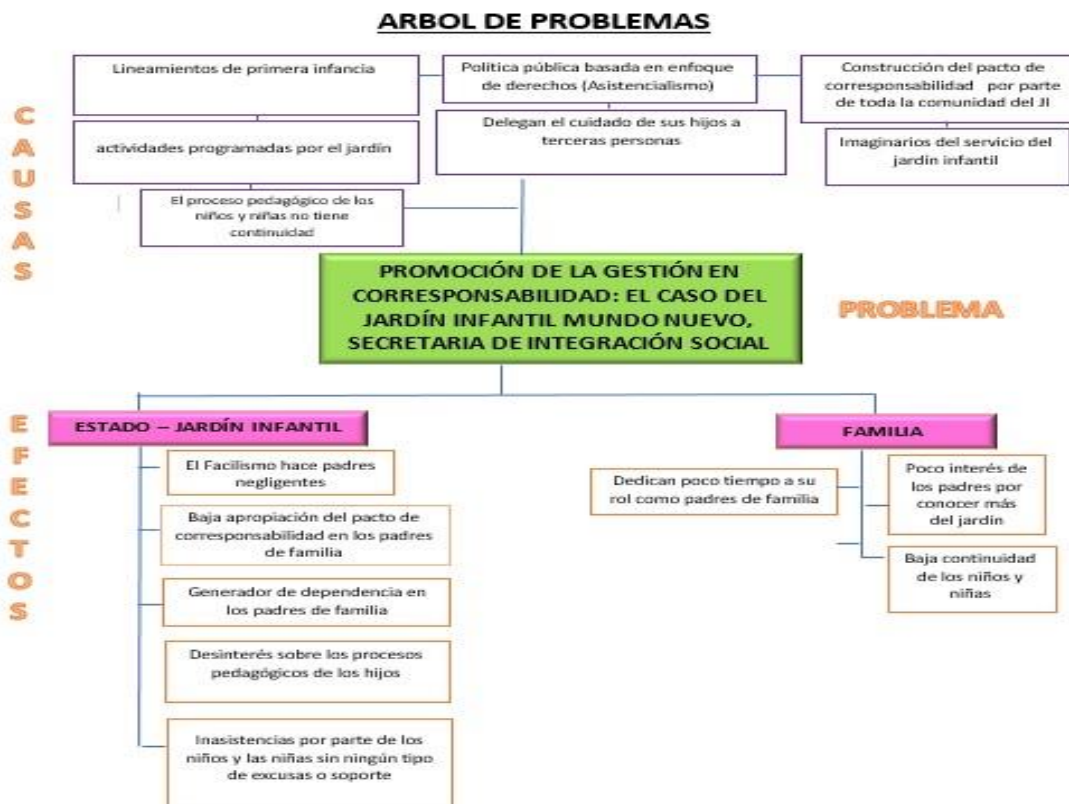 ARBOL DE PROBLEMAS
CAUSAS
Lineamientos de primera infancia
Política pública basada en enfoque
de derechos (Asistencialismo)
Construcción del pacto de
corresponsabilidad por parte
de toda la comunidad del JI
actividades programadas por el jardín
Delegan el cuidado de sus hijos a
terceras personas
Imaginarios del servicio del
jardín infantil
El proceso pedagógico de los
niños y niñas no tiene
continuidad
PROMOCIÓN DE LA GESTIÓN EN
CORRESPONSABILIDAD: EL CASO DEL
JARDÍN INFANTIL MUNDO NUEVO,
SECRETARIA DE INTEGRACIÓN SOCIAL
PROBLEMA
EFECTOS
ESTADO – JARDÍN INFANTIL
El Facilismo hace padres
negligentes
Baja apropiación del pacto de
corresponsabilidad en los padres
de familia
Generador de dependencia en
los padres de familia
Desinterés sobre los procesos
pedagógicos de los hijos
Inasistencias por parte de los
niños y las niñas sin ningún tipo
de excusas o soporte
FAMILIA
Dedican poco tiempo a su
rol como padres de familia
Poco interés de
los padres por
conocer más
del jardín
Baja continuidad
de los niños y
niñas